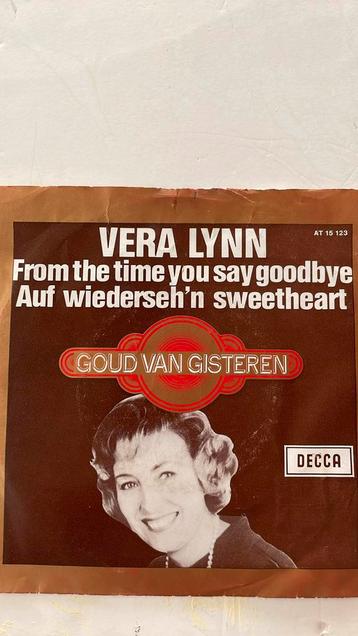 VERA LYNN
AT 15 123
From the time you say goodbye
Auf wiederseh'n sweetheart
GOUD VAN GISTEREN
DECCA